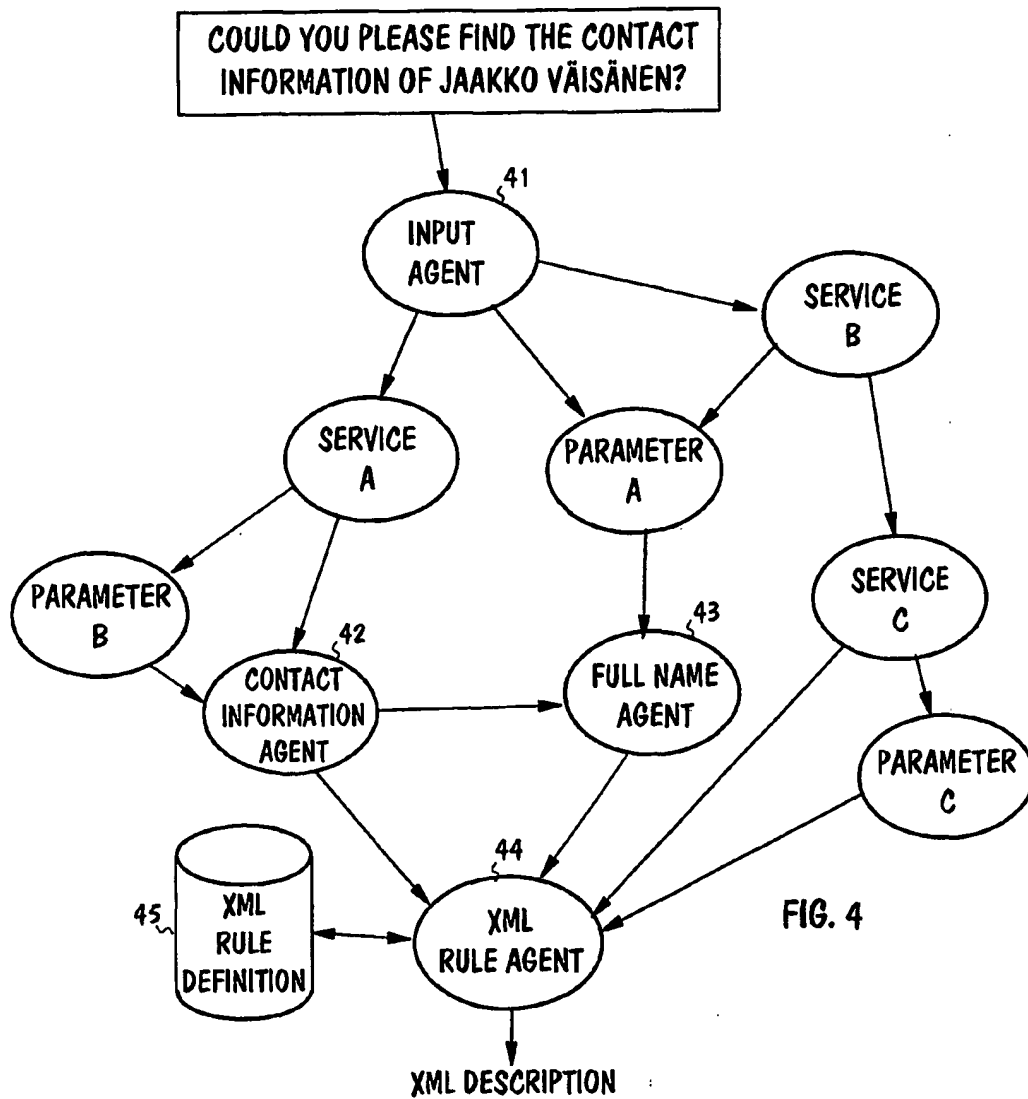 COULD YOU PLEASE FIND THE CONTACT
INFORMATION OF JAAKKO VÄISÄNEN?
41
INPUT
AGENT
SERVICE
B
SERVICE
A
PARAMETER
A
PARAMETER
B
SERVICE
C
42
43
CONTACT
INFORMATION
AGENT
FULL NAME
AGENT
PARAMETER
C
44
45
XML
RULE
DEFINITION
XML
RULE AGENT
FIG. 4
XML DESCRIPTION